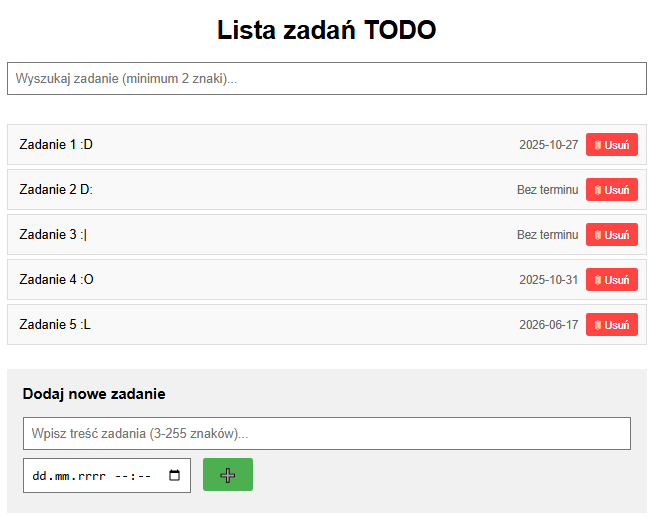 Lista zadań TODO
Wyszukaj zadanie (minimum 2 znaki)...
Zadanie 1 :D 2025-10-27 Usuń
Zadanie 2 D: Bez terminu Usuń
Zadanie 3 :| Bez terminu Usuń
Zadanie 4 :O 2025-10-31 Usuń
Zadanie 5 :L 2026-06-17 Usuń
Dodaj nowe zadanie
Wpisz treść zadania (3-255 znaków)...
dd.mm.rrrr --:--